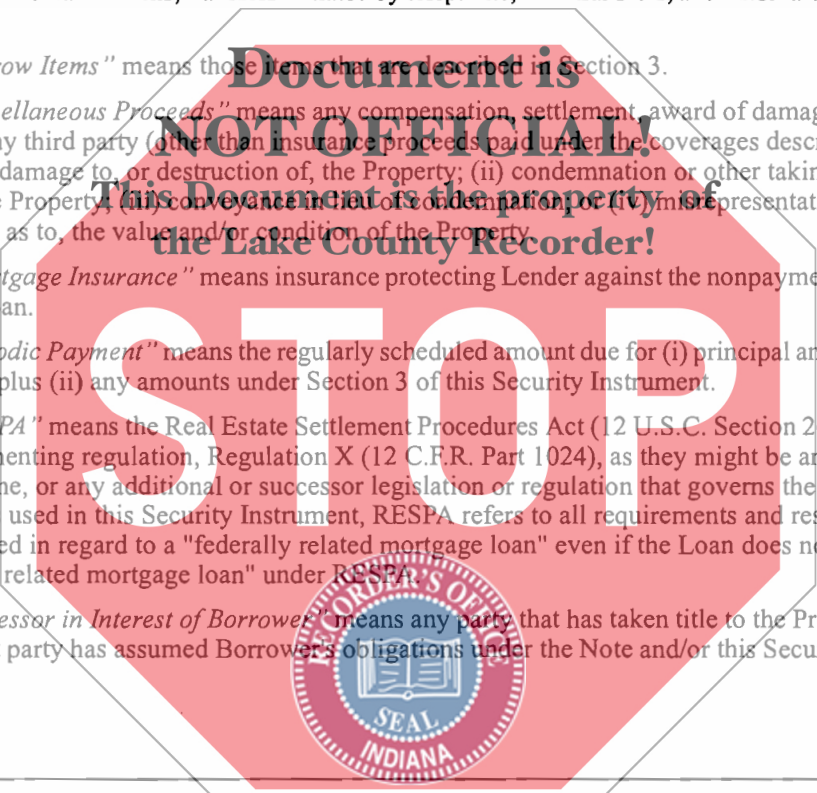 Document is
NOT OFFICIAL!
This Document is the property of
the Lake County Recorder!
STOP
row Items" means those items that are described in Section 3.
ellaneous Proceeds" means any compensation, settlement, award of damag
ny third party (other than insurance proceeds paid under the coverages descr
damage to, or destruction of, the Property; (ii) condemnation or other takin
e Property; (iii) conveyance in lieu of condemnation; or (iv) misrepresentat
as to, the value and/or condition of the Property.
tgage Insurance" means insurance protecting Lender against the nonpayme
an.
odic Payment" means the regularly scheduled amount due for (i) principal an
plus (ii) any amounts under Section 3 of this Security Instrument.
PA" means the Real Estate Settlement Procedures Act (12 U.S.C. Section 2
enting regulation, Regulation X (12 C.F.R. Part 1024), as they might be am
ne, or any additional or successor legislation or regulation that governs the
used in this Security Instrument, RESPA refers to all requirements and res
ed in regard to a "federally related mortgage loan" even if the Loan does no
related mortgage loan" under RESPA.
essor in Interest of Borrower" means any party that has taken title to the Pr
party has assumed Borrower's obligations under the Note and/or this Secu
RECORDER'S OFFICE
SEAL
INDIANA